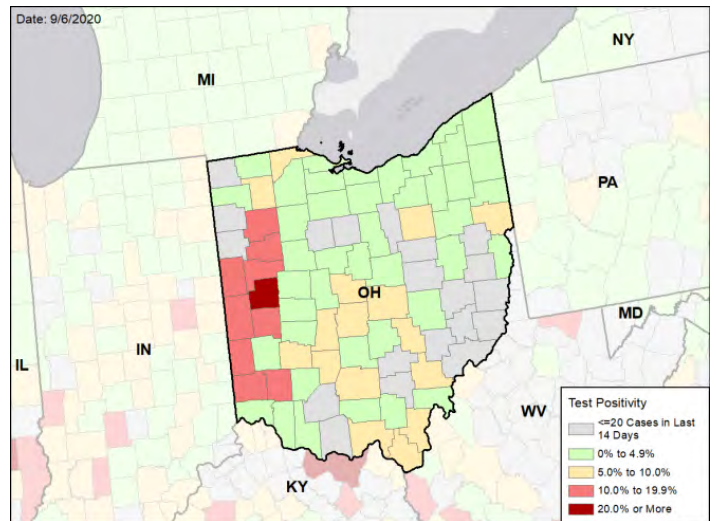 Date: 9/6/2020
NY
MI
PA
OH
MD
IN
IL
WV
KY
Test Positivity
<=20 Cases in Last
14 Days
0% to 4.9%
5.0% to 10.0%
10.0% to 19.9%
20.0% or More